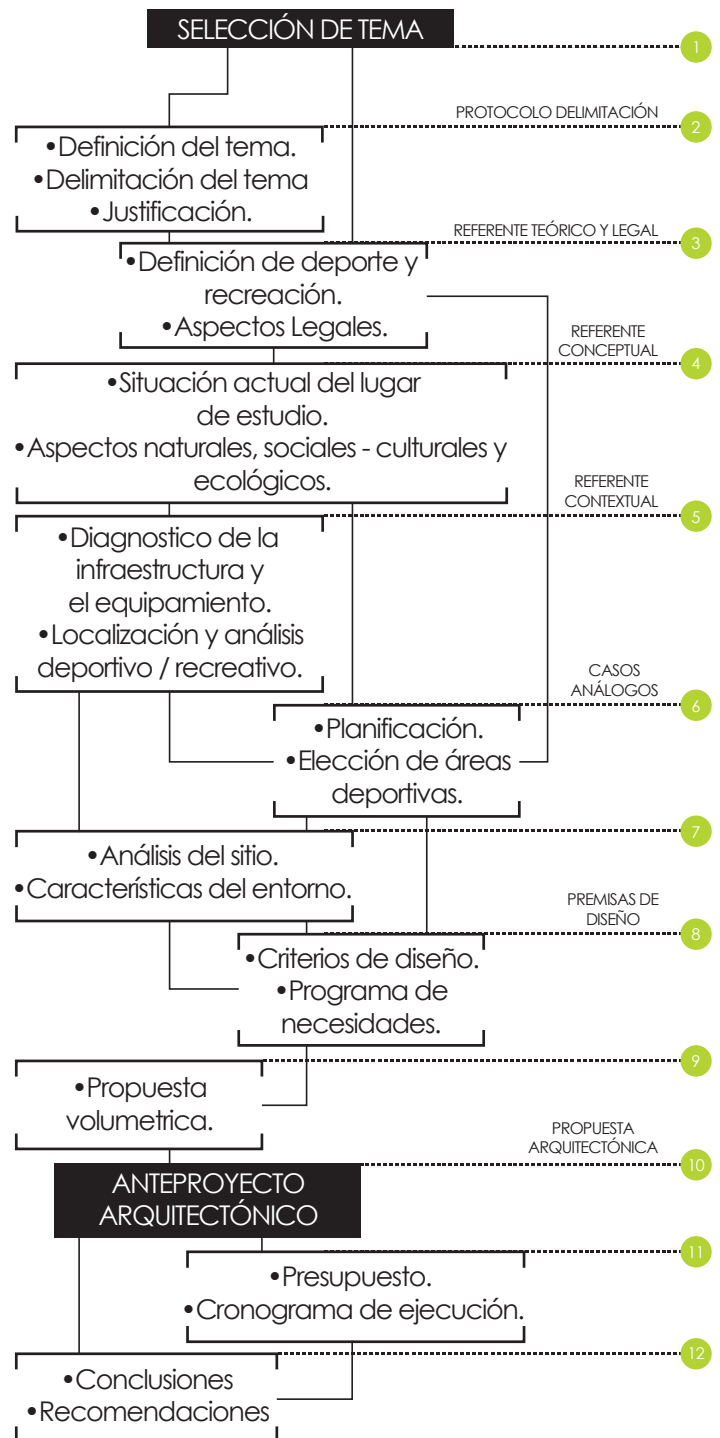 SELECCIÓN DE TEMA
1
PROTOCOLO DELIMITACIÓN
2
•Definición del tema.
•Delimitación del tema
•Justificación.
REFERENTE TEÓRICO Y LEGAL
3
•Definición de deporte y
recreación.
•Aspectos Legales.
REFERENTE
CONCEPTUAL
4
•Situación actual del lugar
de estudio.
•Aspectos naturales, sociales - culturales y
ecológicos.
REFERENTE
CONTEXTUAL
5
•Diagnostico de la
infraestructura y
el equipamiento.
•Localización y análisis
deportivo / recreativo.
CASOS
ANÁLOGOS
6
•Planificación.
•Elección de áreas
deportivas.
7
•Análisis del sitio.
•Característícas del entorno.
PREMISAS DE
DISEÑO
8
•Criterios de diseño.
•Programa de
necesidades.
9
•Propuesta
volumetrica.
PROPUESTA
ARQUITECTÓNICA
10
ANTEPROYECTO
ARQUITECTÓNICO
11
•Presupuesto.
•Cronograma de ejecución.
12
•Conclusiones
•Recomendaciones